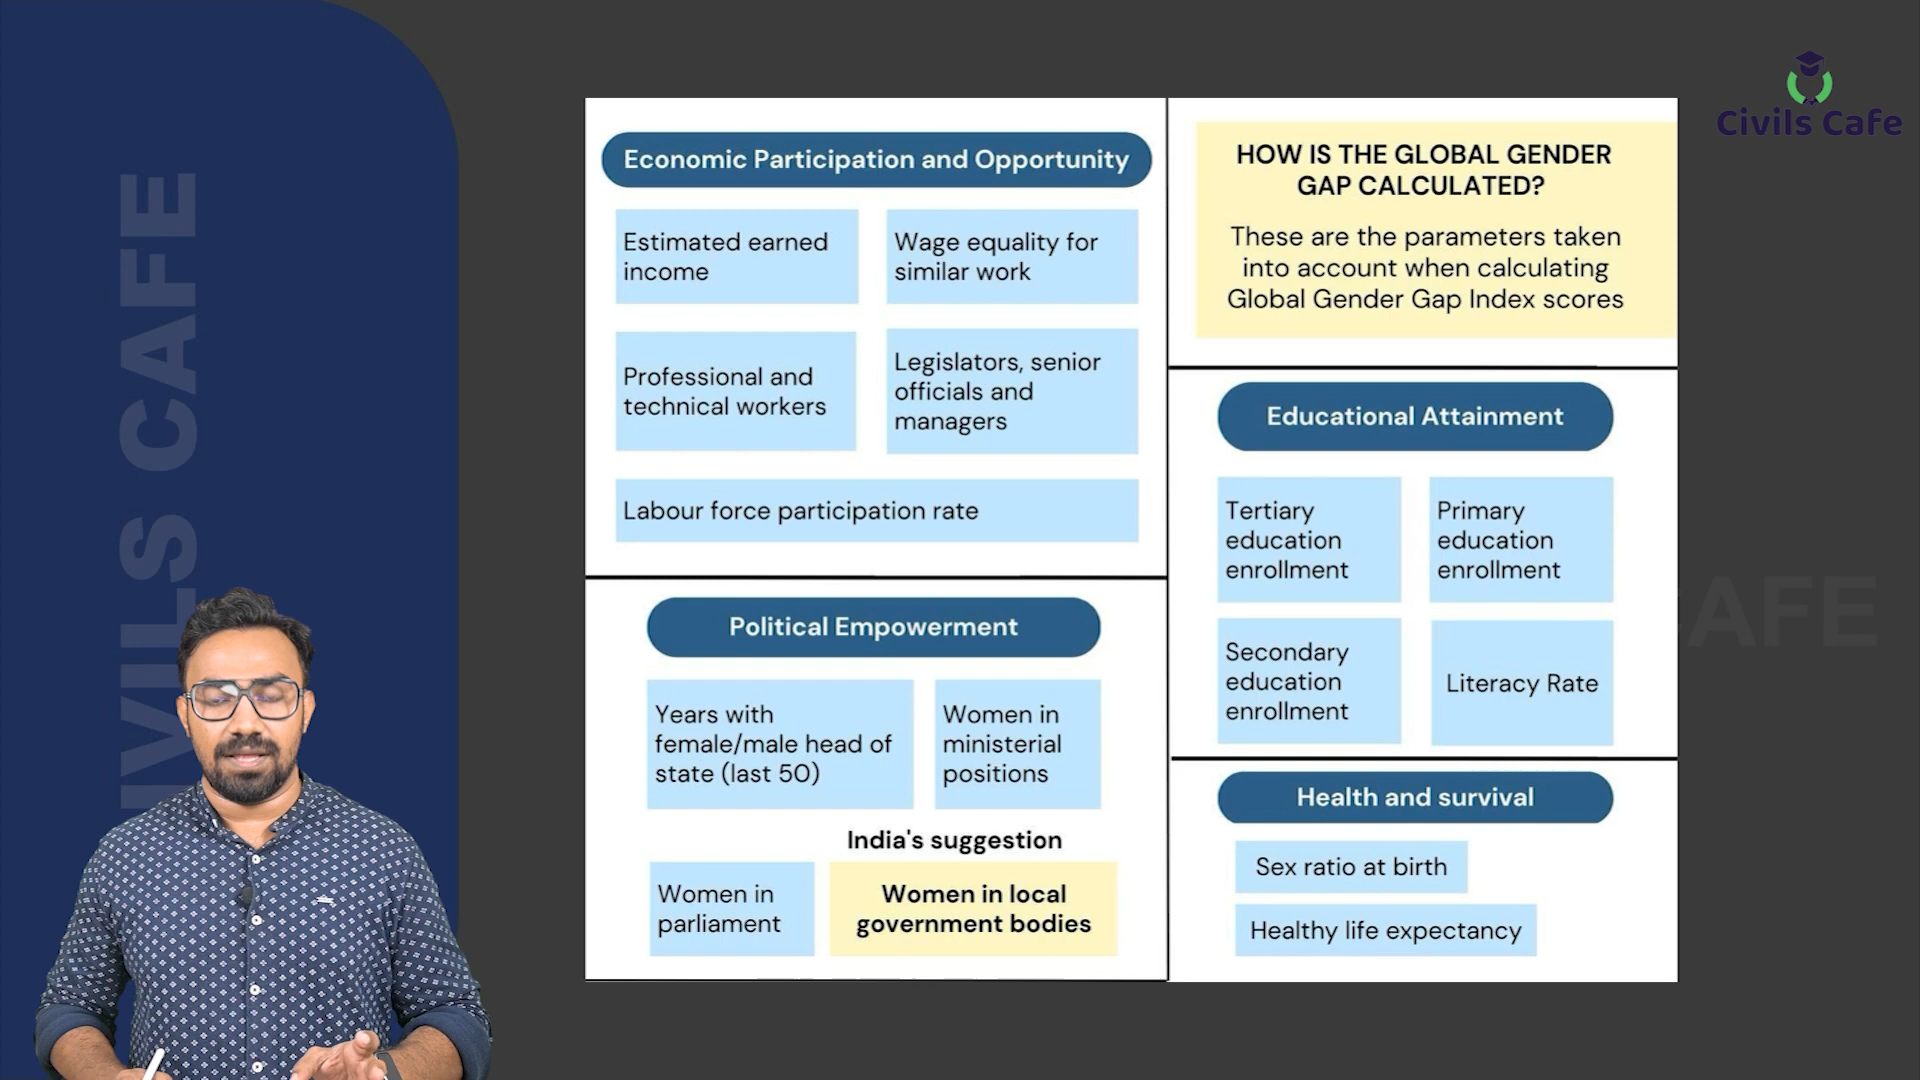 Civils Cafe
Economic Participation and Opportunity
Estimated earned
income
Wage equality for
similar work
Professional and
technical workers
Legislators, senior
officials and
managers
Labour force participation rate
HOW IS THE GLOBAL GENDER
GAP CALCULATED?
These are the parameters taken
into account when calculating
Global Gender Gap Index scores
Educational Attainment
Tertiary
education
enrollment
Primary
education
enrollment
Secondary
education
enrollment
Literacy Rate
Political Empowerment
Years with
female/male head of
state (last 50)
Women in
ministerial
positions
India's suggestion
Women in
parliament
Women in local
government bodies
Health and survival
Sex ratio at birth
Healthy life expectancy
IVILS CAFE
AFE